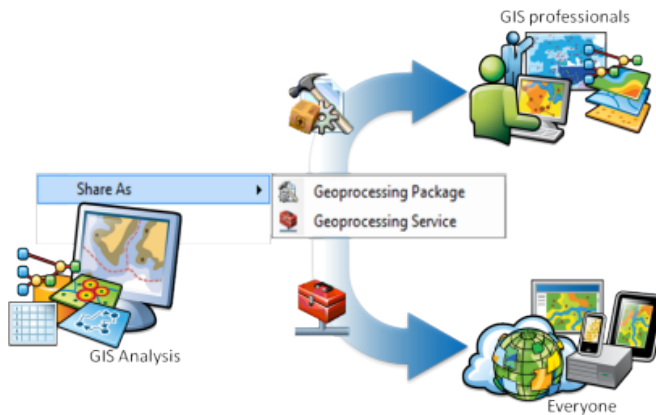 GIS professionals
Share As
Geoprocessing Package
Geoprocessing Service
GIS Analysis
Everyone